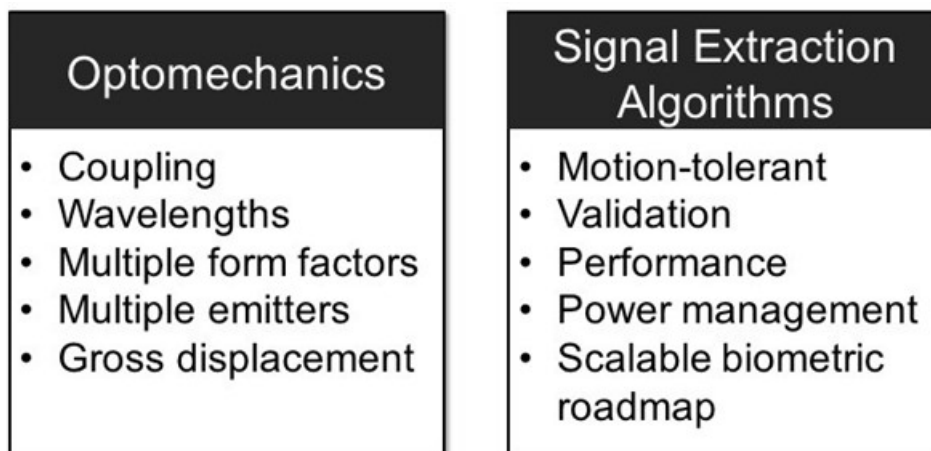 Optomechanics
• Coupling
• Wavelengths
• Multiple form factors
• Multiple emitters
• Gross displacement
Signal Extraction
Algorithms
• Motion-tolerant
• Validation
• Performance
• Power management
• Scalable biometric
roadmap